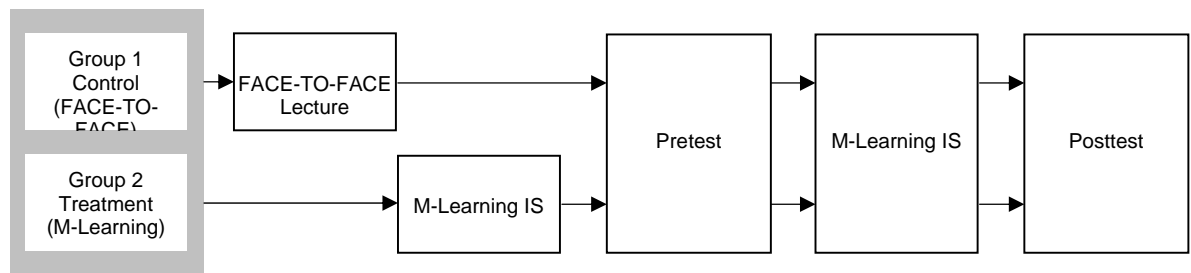 Group 1
Control
(FACE-TO-
FACE)
FACE-TO-FACE
Lecture
Group 2
Treatment
(M-Learning)
M-Learning IS
Pretest
M-Learning IS
Posttest